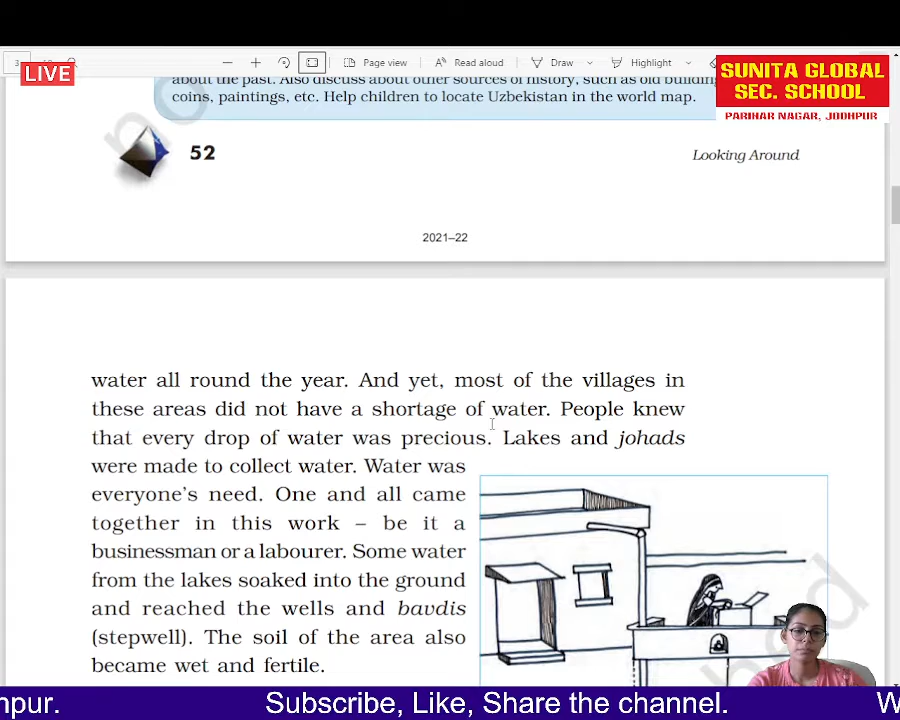 Page view
Read aloud
Draw
Highlight
LIVE
SUNITA GLOBAL
SEC. SCHOOL
PARIHAR NAGAR, JODHPUR
about the past. Also discuss about other sources of history, such as old
coins, paintings, etc. Help children to locate Uzbekistan in the world map.
52
Looking Around
2021–22
water all round the year. And yet, most of the villages in
these areas did not have a shortage of water. People knew
that every drop of water was precious. Lakes and johads
were made to collect water. Water was
everyone's need. One and all came
together in this work – be it a
businessman or a labourer. Some water
from the lakes soaked into the ground
and reached the wells and bavdis
(stepwell). The soil of the area also
became wet and fertile.
dhpur.
Subscribe, Like, Share the channel.
W